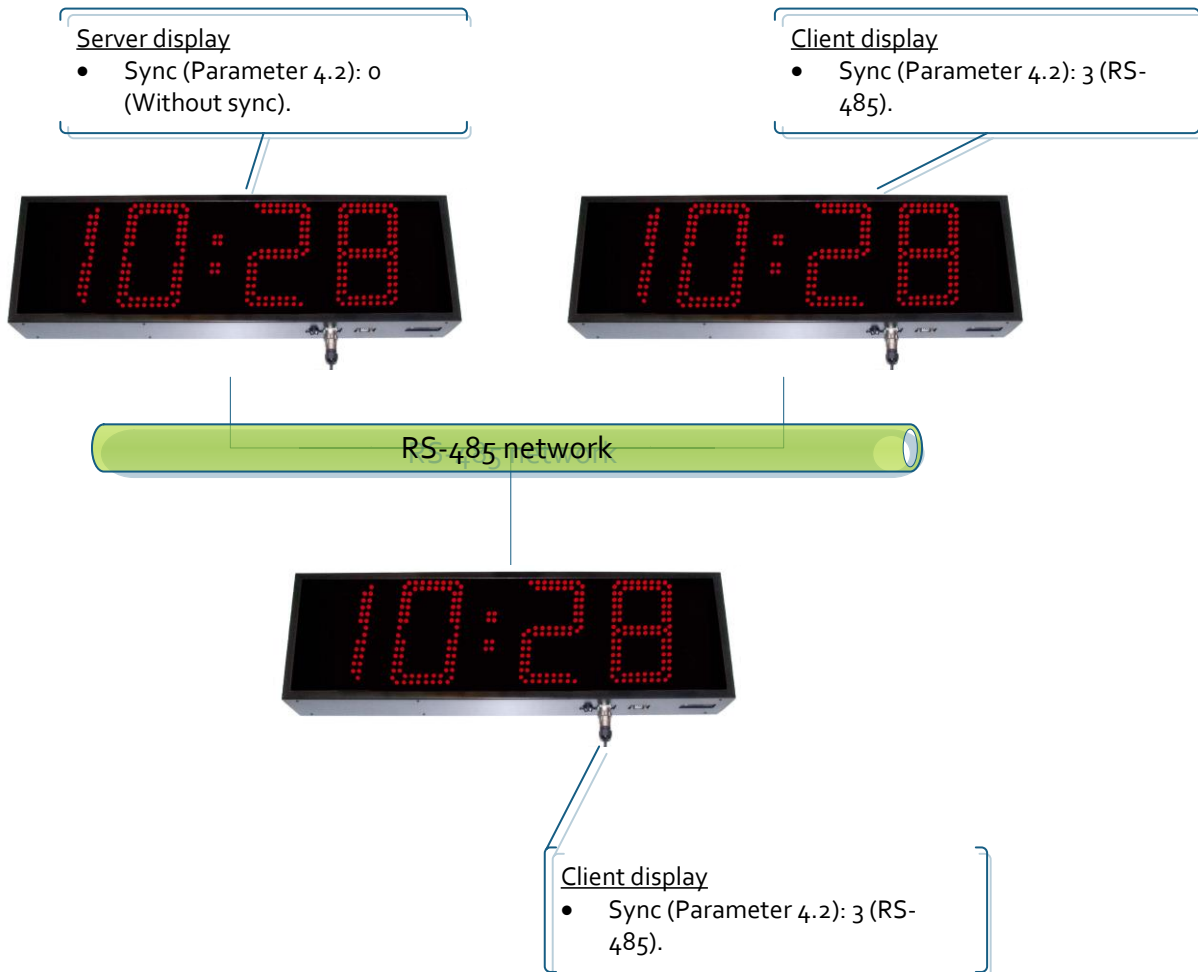 Server display
• Sync (Parameter 4.2): 0
(Without sync).
Client display
• Sync (Parameter 4.2): 3 (RS-
485).
10:28
10:28
RS-485 network
10:28
Client display
• Sync (Parameter 4.2): 3 (RS-
485).